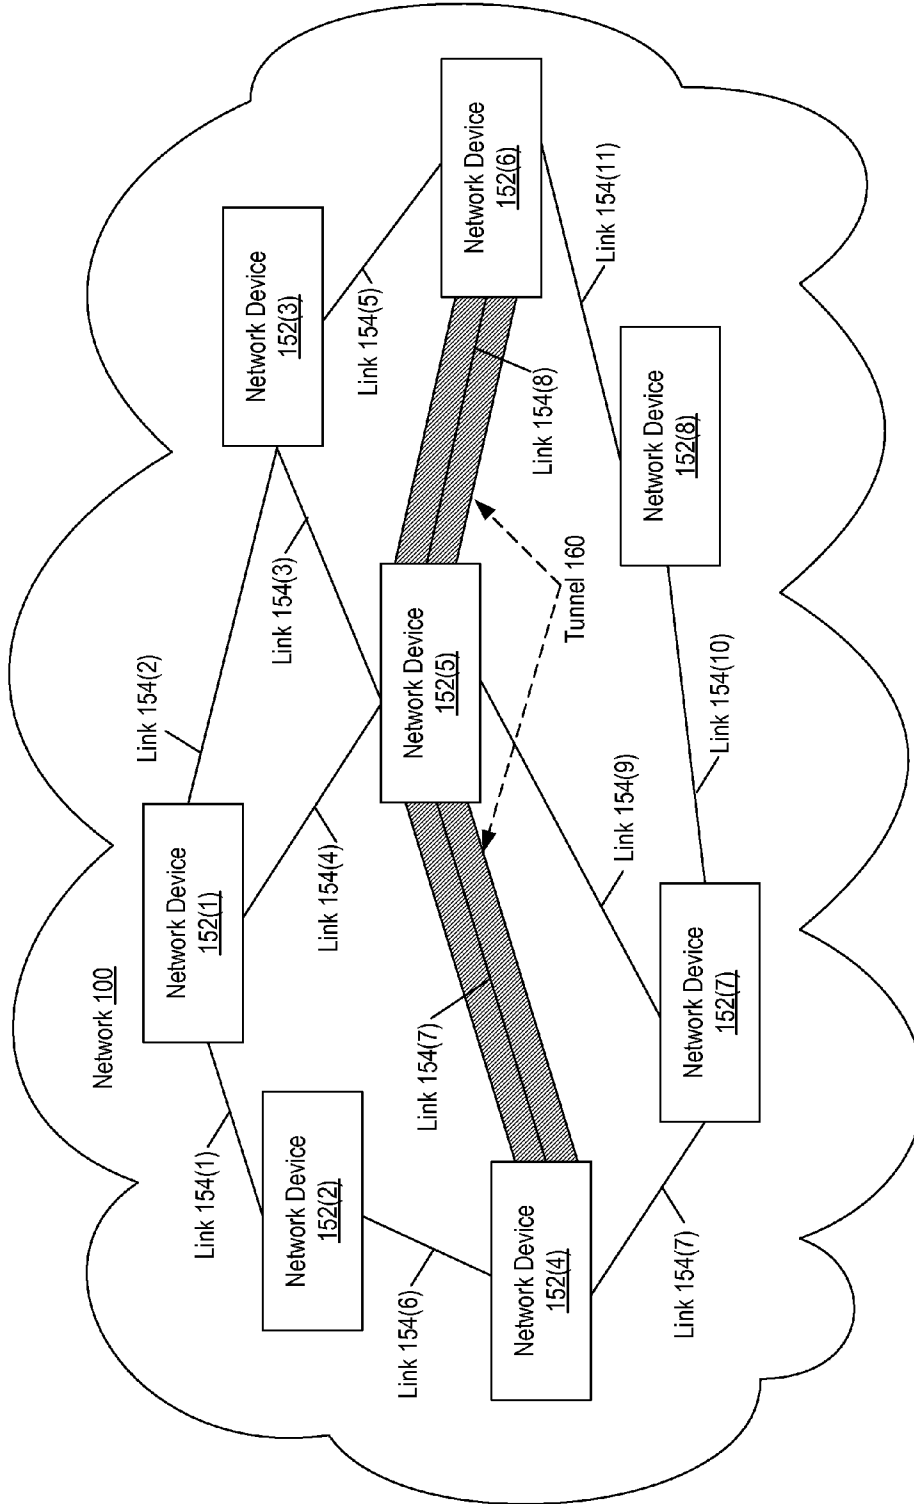 Network 100
Link 154(1)
Network Device
152(1)
Link 154(2)
Network Device
152(2)
Link 154(4)
Link 154(3)
Network Device
152(3)
Link 154(5)
Link 154(6)
Link 154(7)
Network Device
152(5)
Link 154(8)
Network Device
152(6)
Network Device
152(4)
Tunnel 160
Link 154(9)
Link 154(11)
Link 154(7)
Network Device
152(7)
Link 154(10)
Network Device
152(8)